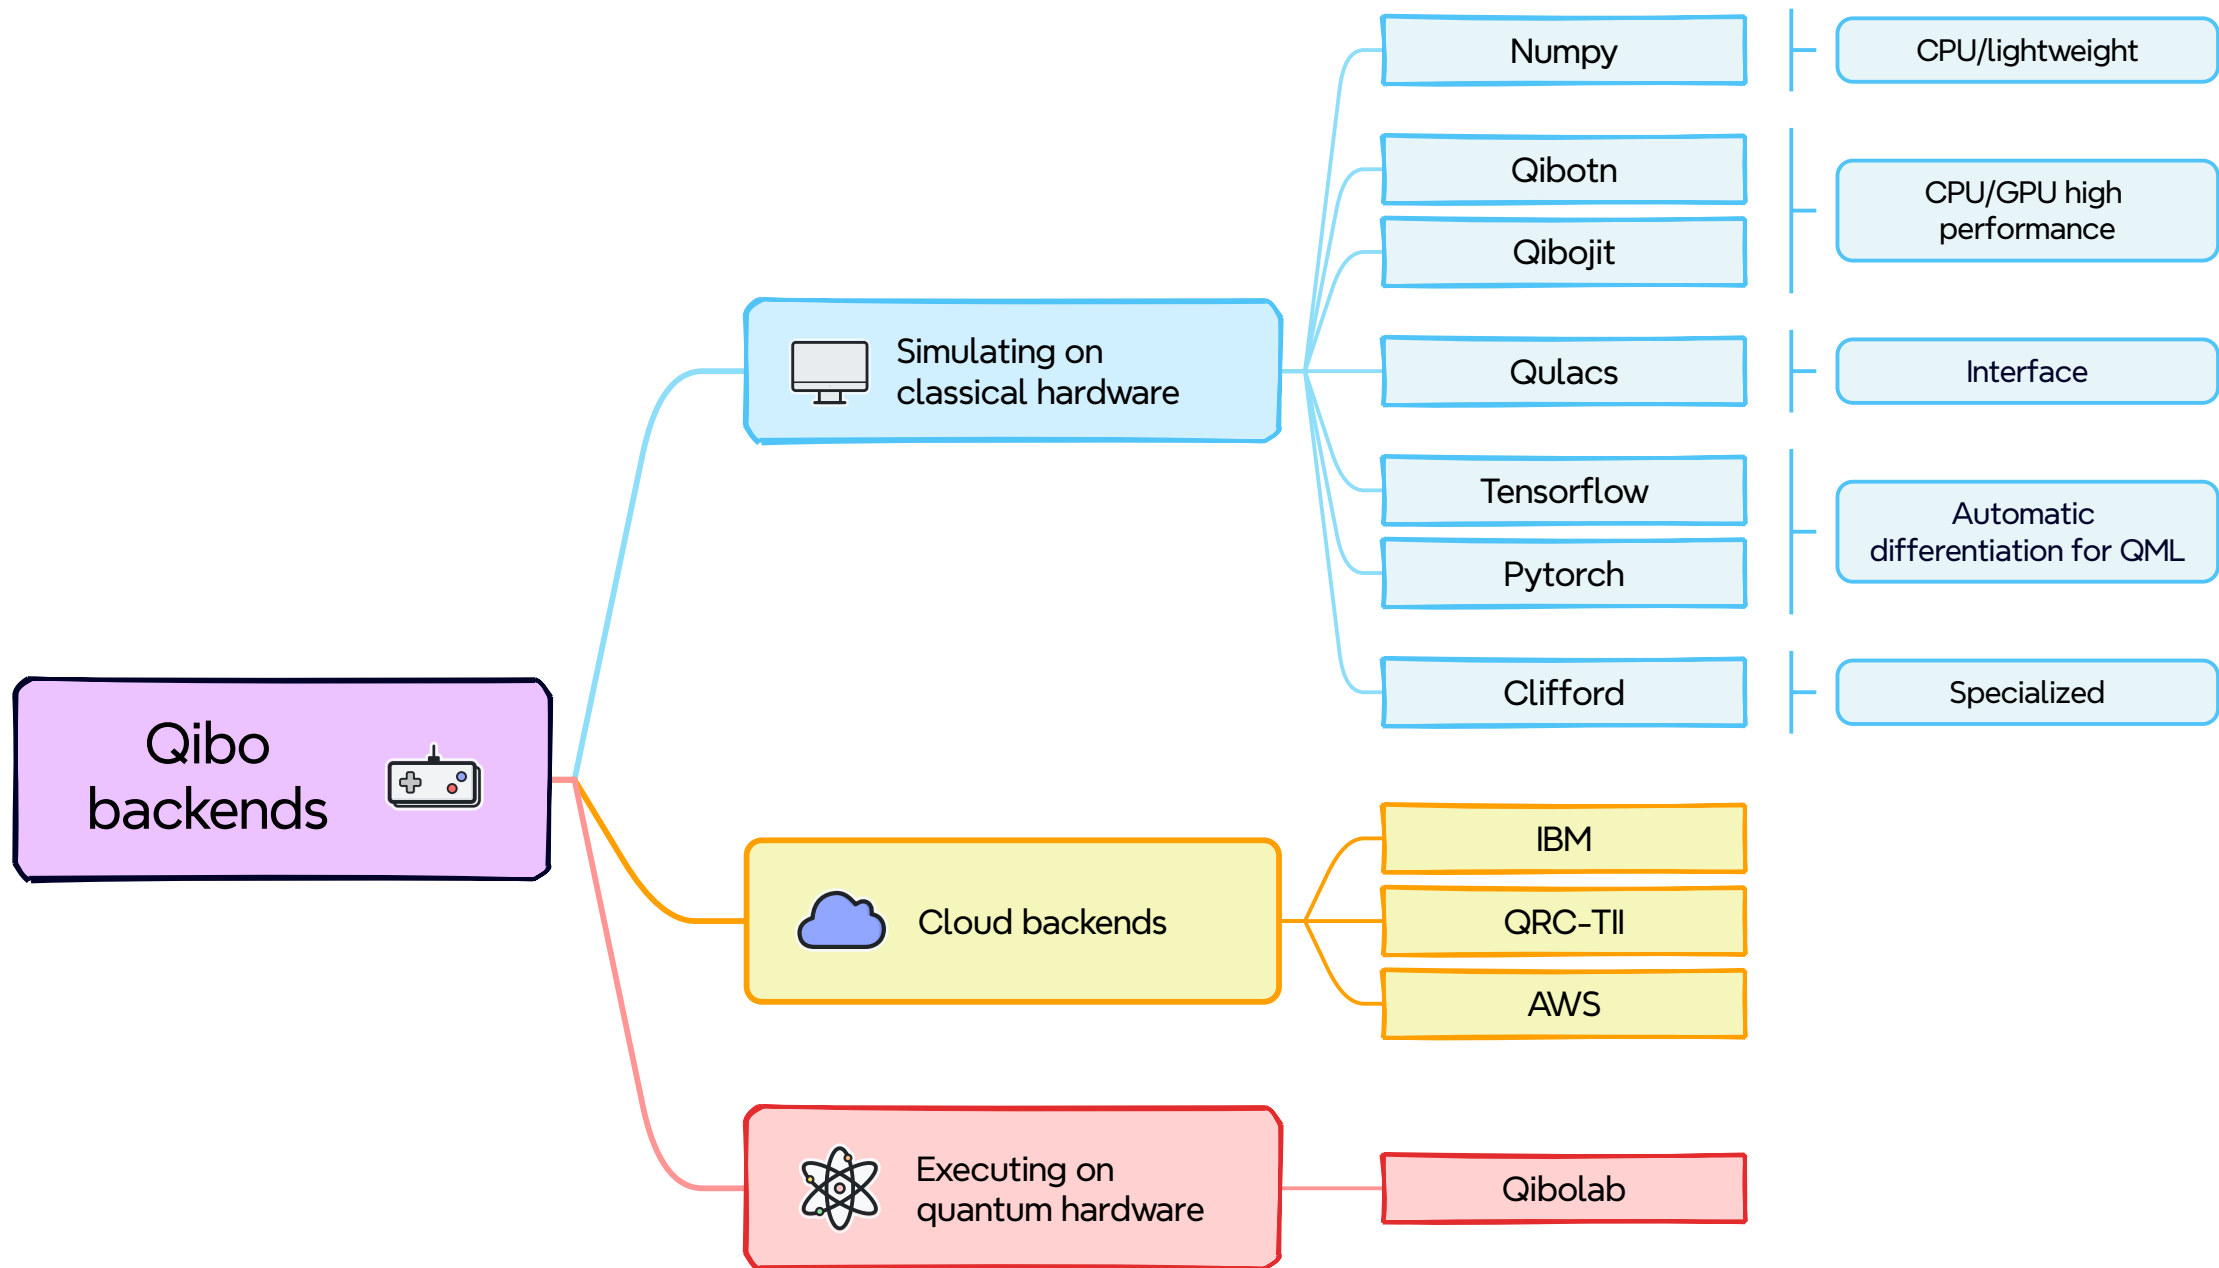 Qibo
backends
Simulating on
classical hardware
Numpy
CPU/lightweight
Qibotn
Qibojit
CPU/GPU high
performance
Qulacs
Interface
Tensorflow
Pytorch
Automatic
differentiation for QML
Clifford
Specialized
Cloud backends
IBM
QRC-TII
AWS
Executing on
quantum hardware
Qibolab